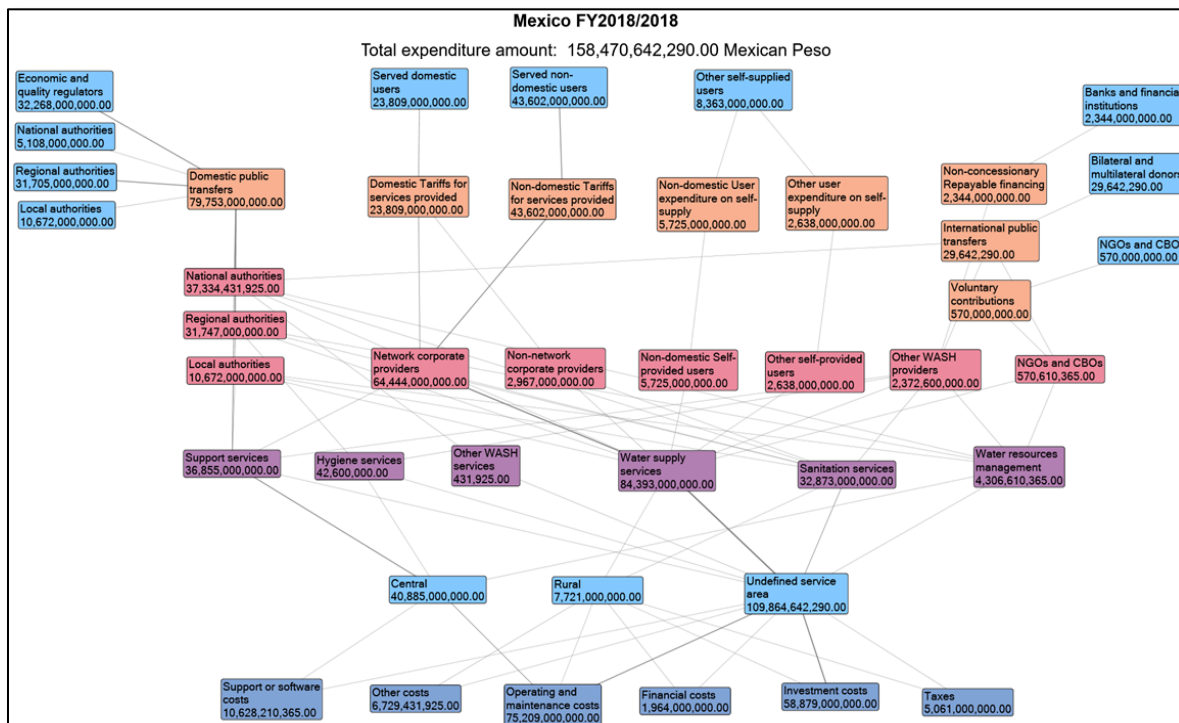 Mexico FY2018/2018
Total expenditure amount: 158,470,642,290.00 Mexican Peso
Economic and
quality regulators
32,268,000,000.00
National authorities
5,108,000,000.00
Regional authorities
31,705,000,000.00
Local authorities
10,672,000,000.00
Served domestic
users
23,809,000,000.00
Served non-
domestic users
43,602,000,000.00
Other self-supplied
users
8,363,000,000.00
Banks and financial
institutions
2,344,000,000.00
Bilateral and
multilateral donors
29,642,290.00
NGOs and CBO
570,000,000.00
Domestic public
transfers
79,753,000,000.00
Domestic Tariffs for
services provided
23,809,000,000.00
Non-domestic Tariffs
for services provided
43,602,000,000.00
Non-domestic User
expenditure on self-
supply
5,725,000,000.00
Other user
expenditure on self-
supply
2,638,000,000.00
Non-concessionary
Repayable financing
2,344,000,000.00
International public
transfers
29,642,290.00
Voluntary
contributions
570,000,000.00
National authorities
37,334,431,925.00
Regional authorities
31,747,000,000.00
Local authorities
10,672,000,000.00
Network corporate
providers
64,444,000,000.00
Non-network
corporate providers
2,967,000,000.00
Non-domestic Self-
provided users
5,725,000,000.00
Other self-provided
users
2,638,000,000.00
Other WASH
providers
2,372,600,000.00
NGOs and CBOs
570,610,365.00
Support services
36,855,000,000.00
Hygiene services
42,600,000.00
Other WASH
services
431,925.00
Water supply
services
84,393,000,000.00
Sanitation services
32,873,000,000.00
Water resources
management
4,306,610,365.00
Central
40,885,000,000.00
Rural
7,721,000,000.00
Undefined service
area
109,864,642,290.00
Support or software
costs
10,628,210,365.00
Other costs
6,729,431,925.00
Operating and
maintenance costs
75,209,000,000.00
Financial costs
1,964,000,000.00
Investment costs
58,879,000,000.00
Taxes
5,061,000,000.00